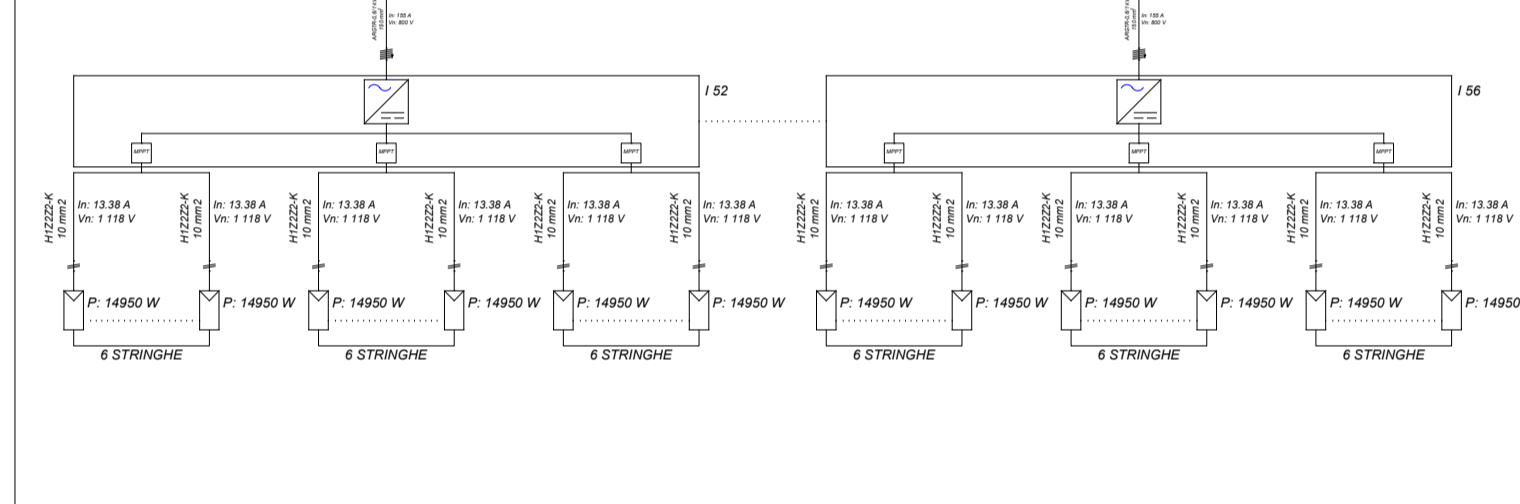 ARG7R-0,6/1 kV
150mm²
In: 155 A
Vn: 800 V
I 52
MPPT
MPPT
MPPT
H1Z2Z2-K
10 mm2
In: 13.38 A
Vn: 1 118 V
H1Z2Z2-K
10 mm2
In: 13.38 A
Vn: 1 118 V
H1Z2Z2-K
10 mm2
In: 13.38 A
Vn: 1 118 V
H1Z2Z2-K
10 mm2
In: 13.38 A
Vn: 1 118 V
H1Z2Z2-K
10 mm2
In: 13.38 A
Vn: 1 118 V
H1Z2Z2-K
10 mm2
In: 13.38 A
Vn: 1 118 V
P: 14950 W
P: 14950 W
P: 14950 W
P: 14950 W
P: 14950 W
P: 14950 W
6 STRINGHE
6 STRINGHE
6 STRINGHE
150mm²
In: 155 A
Vn: 800 V
I 56
MPPT
MPPT
MPPT
H1Z2Z2-K
10 mm2
In: 13.38 A
Vn: 1 118 V
H1Z2Z2-K
10 mm2
In: 13.38 A
Vn: 1 118 V
H1Z2Z2-K
10 mm2
In: 13.38 A
Vn: 1 118 V
H1Z2Z2-K
10 mm2
In: 13.38 A
Vn: 1 118 V
H1Z2Z2-K
10 mm2
In: 13.38 A
Vn: 1 118 V
H1Z2Z2-K
10 mm2
In: 13.38 A
Vn: 1 118 V
P: 14950 W
P: 14950 W
P: 14950 W
P: 14950 W
P: 14950 W
P: 14950
6 STRINGHE
6 STRINGHE
6 STRINGHE